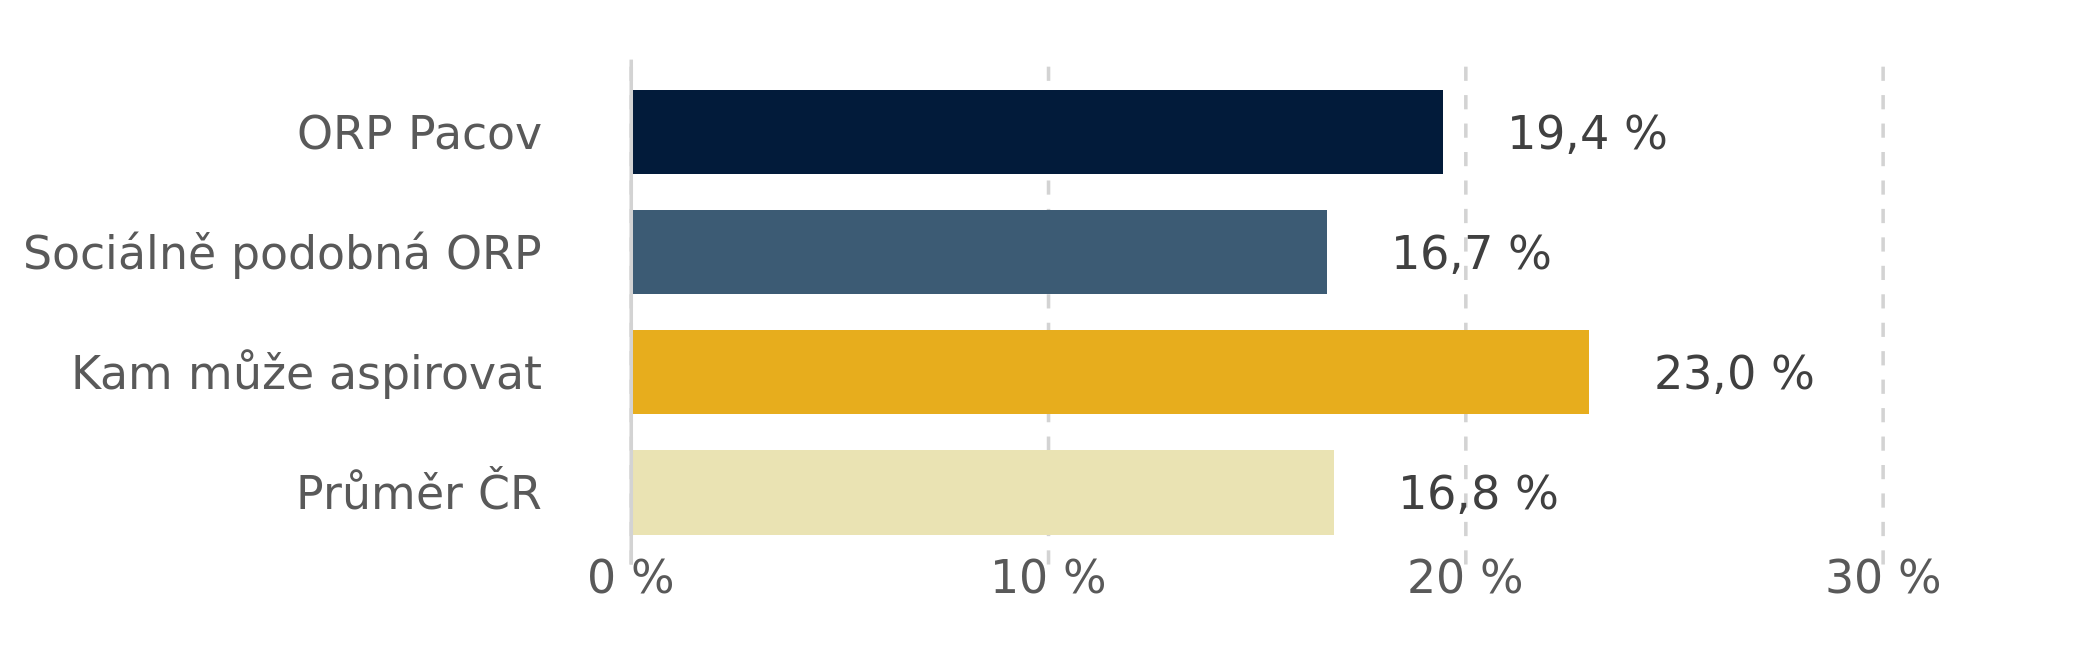 ORP Pacov 19,4 %
Sociálně podobná ORP 16,7 %
Kam může aspirovat 23,0 %
Průměr ČR 16,8 %
0 % 10 % 20 % 30 %